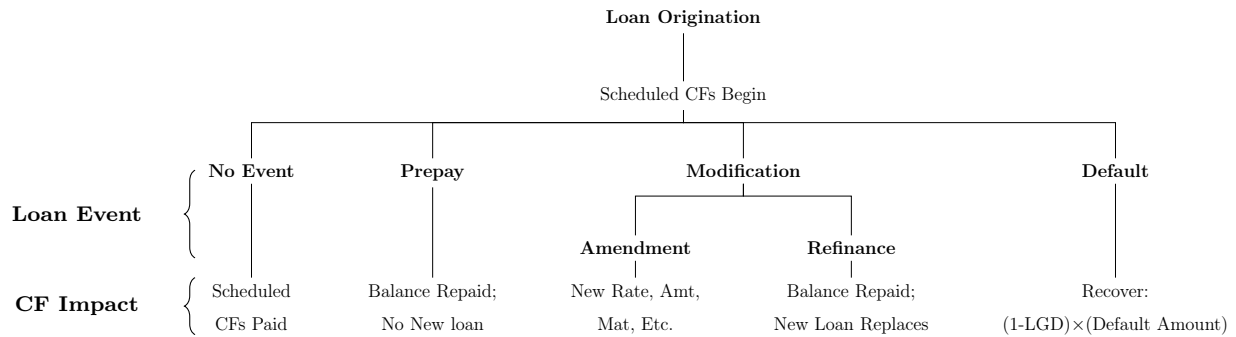 Loan Origination
Scheduled CFs Begin
No Event
Prepay
Modification
Default
Loan Event
Amendment
Refinance
CF Impact
Scheduled
CFs Paid
Balance Repaid;
No New loan
New Rate, Amt,
Mat, Etc.
Balance Repaid;
New Loan Replaces
Recover:
(1-LGD)×(Default Amount)